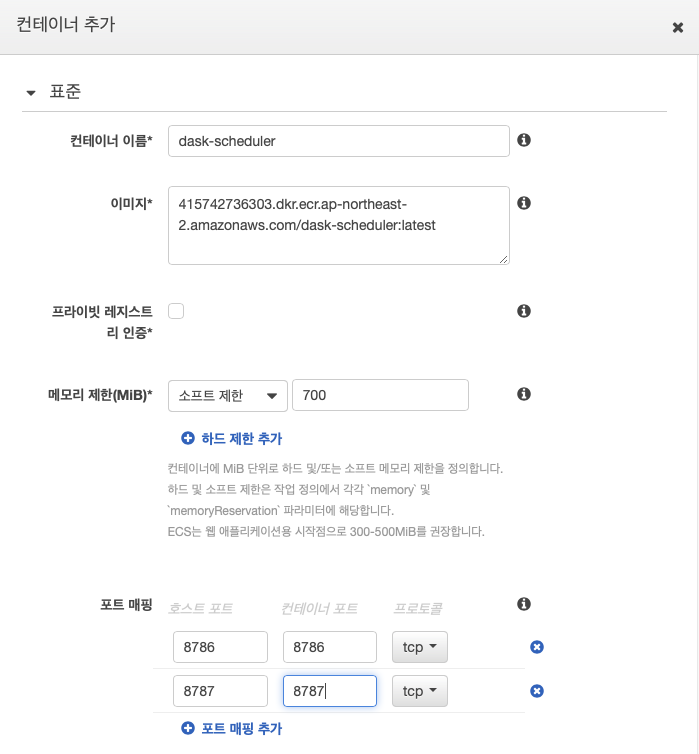 컨테이너 추가
표준
컨테이너 이름*
dask-scheduler
이미지*
415742736303.dkr.ecr.ap-northeast-
2.amazonaws.com/dask-scheduler:latest
프라이빗 레지스트
리 인증*
메모리 제한(MiB)*
소프트 제한
700
하드 제한 추가
컨테이너에 MiB 단위로 하드 및/또는 소프트 메모리 제한을 정의합니다.
하드 및 소프트 제한은 작업 정의에서 각각 `memory` 및
`memoryReservation` 파라미터에 해당합니다.
ECS는 웹 애플리케이션용 시작점으로 300-500MiB를 권장합니다.
포트 매핑
호스트 포트 컨테이너 포트 프로토콜
8786 8786 tcp
8787 8787 tcp
포트 매핑 추가